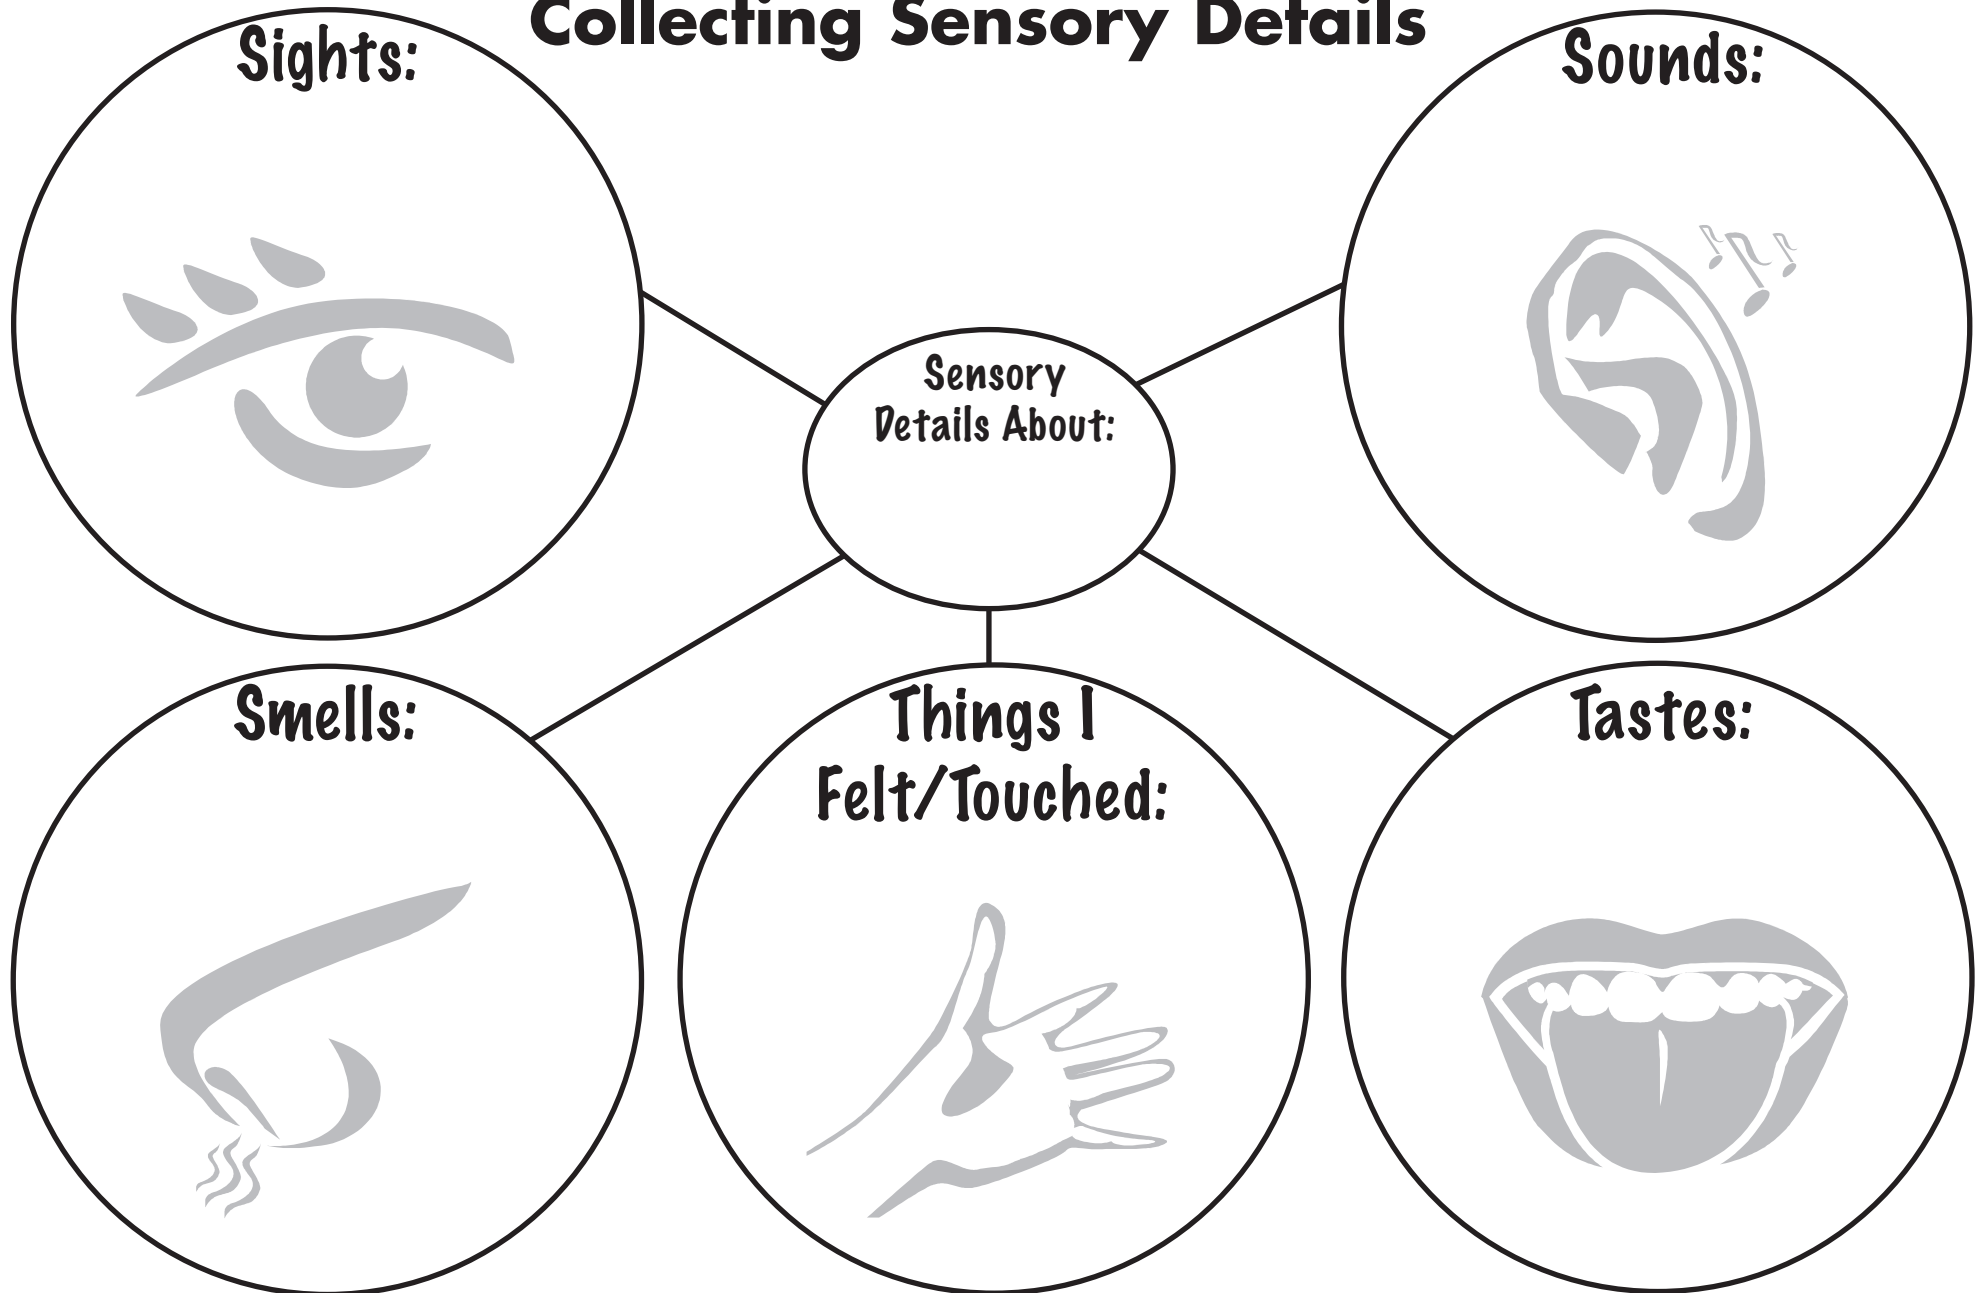 Collecting Sensory Details
Sights:
Sounds:
Sensory
Details About:
Smells:
Things I
Felt/Touched:
Tastes: